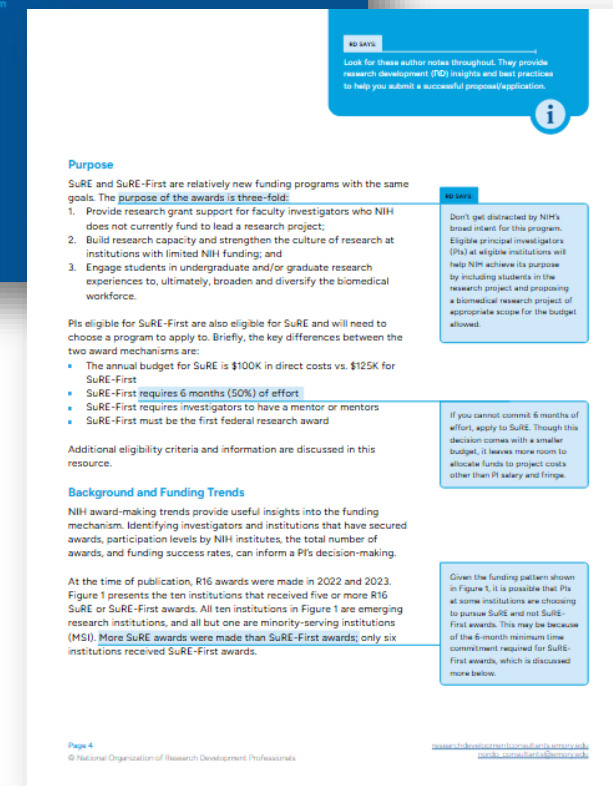 RD SAYS:
Look for these author notes throughout. They provide
research development (RD) insights and best practices
to help you submit a successful proposal/application.
i
Purpose
SuRE and SuRE-First are relatively new funding programs with the same
goals. The purpose of the awards is three-fold:
1. Provide research grant support for faculty investigators who NIH
does not currently fund to lead a research project;
2. Build research capacity and strengthen the culture of research at
institutions with limited NIH funding; and
3. Engage students in undergraduate and/or graduate research
experiences to, ultimately, broaden and diversify the biomedical
workforce.
RD SAYS:
Don't get distracted by NIH's
broad intent for this program.
Eligible principal investigators
(PIs) at eligible institutions will
help NIH achieve its purpose
by including students in the
research project and proposing
a biomedical research project of
appropriate scope for the budget
allowed.
PIs eligible for SuRE-First are also eligible for SuRE and will need to
choose a program to apply to. Briefly, the key differences between the
two award mechanisms are:
▪ The annual budget for SuRE is $100K in direct costs vs. $125K for
SuRE-First
▪ SuRE-First requires 6 months (50%) of effort
▪ SuRE-First requires investigators to have a mentor or mentors
▪ SuRE-First must be the first federal research award
If you cannot commit 6 months of
effort, apply to SuRE. Though this
decision comes with a smaller
budget, it leaves more room to
allocate funds to project costs
other than PI salary and fringe.
Additional eligibility criteria and information are discussed in this
resource.
Background and Funding Trends
NIH award-making trends provide useful insights into the funding
mechanism. Identifying investigators and institutions that have secured
awards, participation levels by NIH institutes, the total number of
awards, and funding success rates, can inform a PI's decision-making.
At the time of publication, R16 awards were made in 2022 and 2023.
Figure 1 presents the ten institutions that received five or more R16
SuRE or SuRE-First awards. All ten institutions in Figure 1 are emerging
research institutions, and all but one are minority-serving institutions
(MSI). More SuRE awards were made than SuRE-First awards; only six
institutions received SuRE-First awards.
Given the funding pattern shown
in Figure 1, it is possible that PIs
at some institutions are choosing
to pursue SuRE and not SuRE-
First awards. This may be because
of the 6-month minimum time
commitment required for SuRE-
First awards, which is discussed
more below.
Page 4
© National Organization of Research Development Professionals
researchdevelopmentconsultants.emory.edu
nordp_consultants@emory.edu